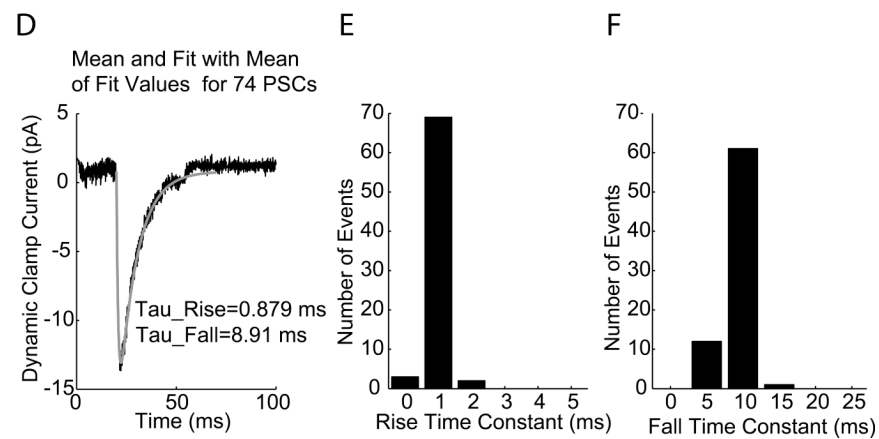 D
Mean and Fit with Mean
of Fit Values for 74 PSCs
Dynamic Clamp Current (pA)
5
0
-5
-10
-15
Tau_Rise=0.879 ms
Tau_Fall=8.91 ms
0
50
100
Time (ms)
E
Number of Events
70
60
50
40
30
20
10
0
0 1 2 3 4 5
Rise Time Constant (ms)
F
Number of Events
70
60
50
40
30
20
10
0
0 5 10 15 20 25
Fall Time Constant (ms)